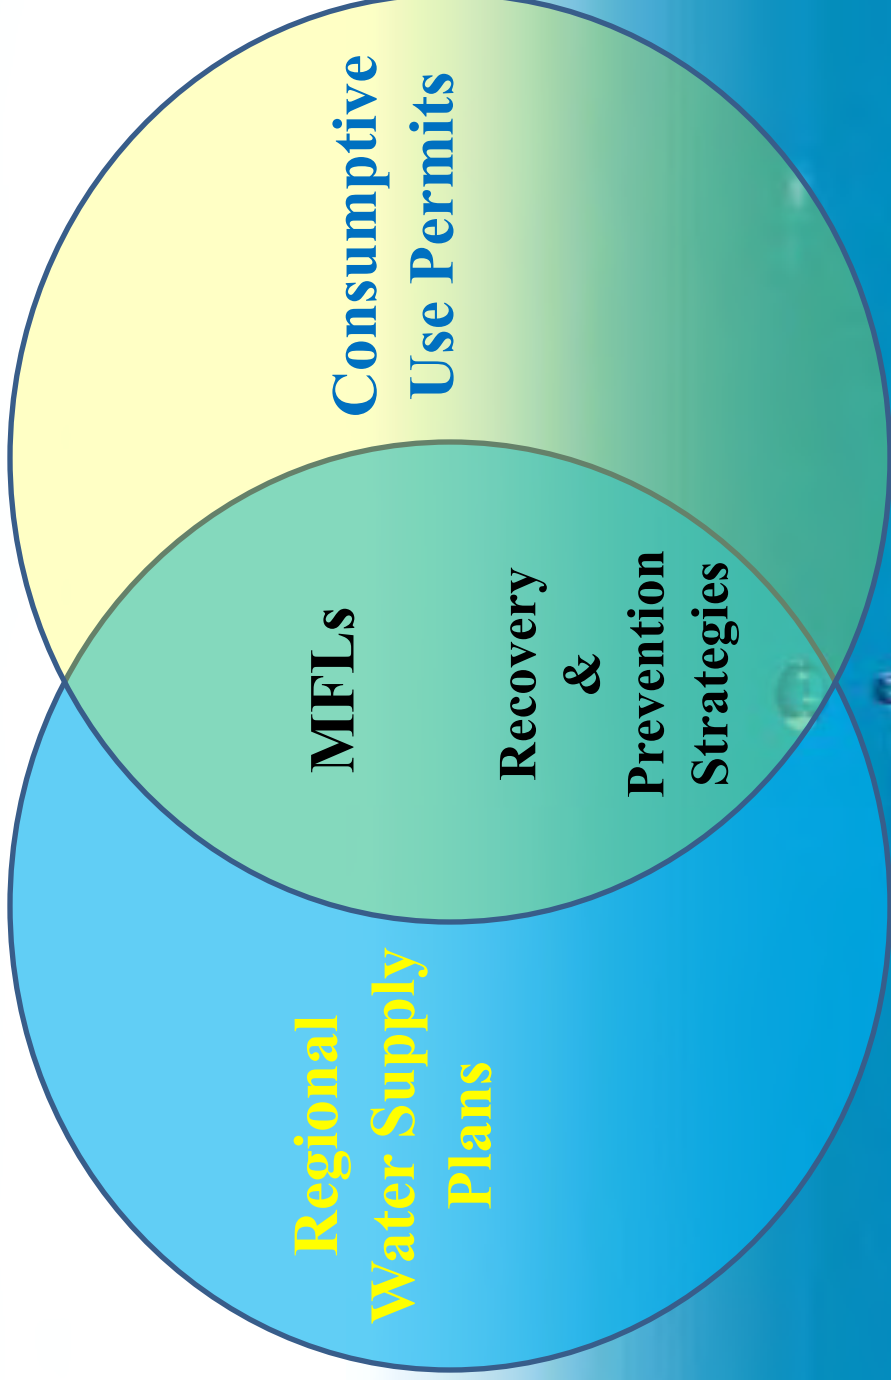 Regional
Water Supply
Plans
MFLs
Recovery
&
Prevention
Strategies
Consumptive
Use Permits